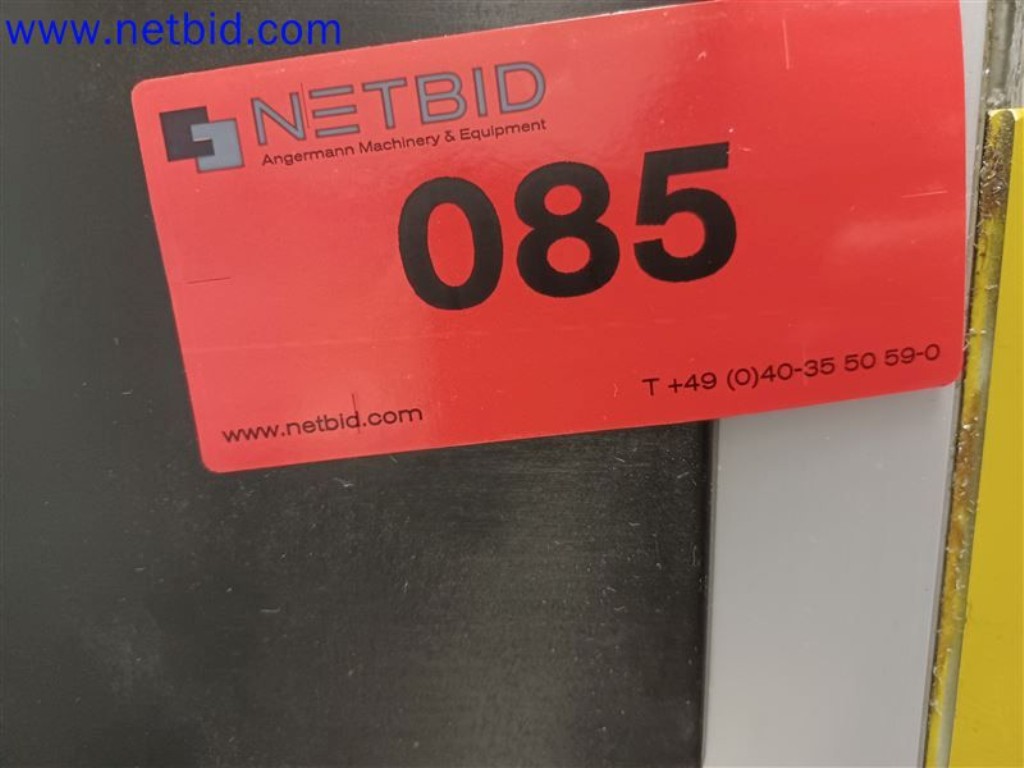 www.netbid.com
NETBID
Angermann Machinery & Equipment
085
T +49 (0)40-35 50 59-0
www.netbid.com